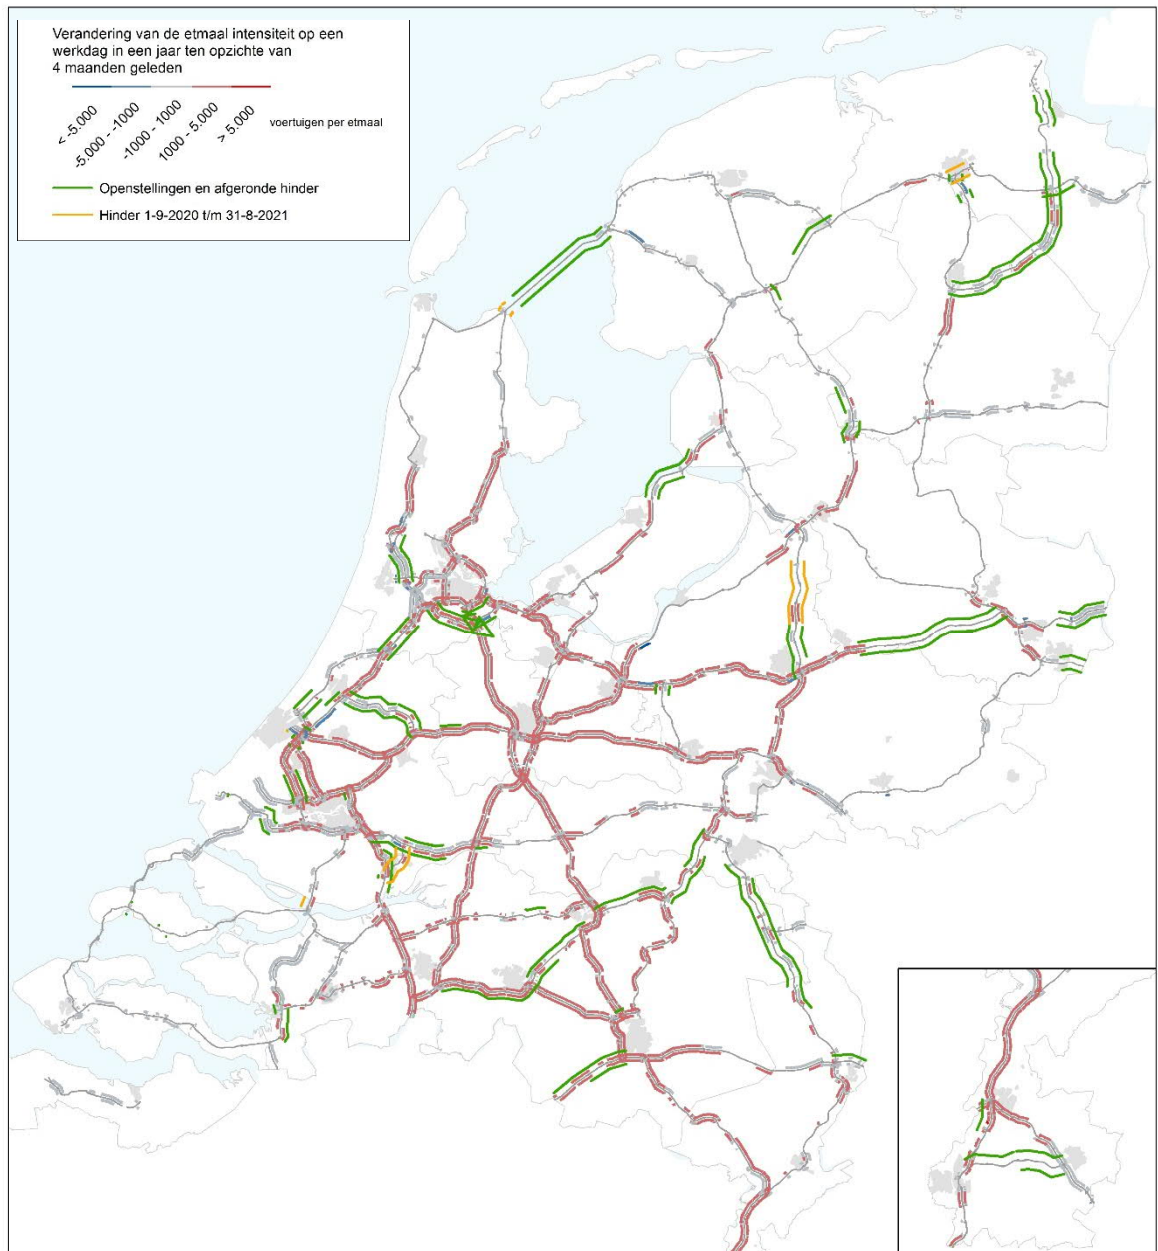 Verandering van de etmaal intensiteit op een
werkdag in een jaar ten opzichte van
4 maanden geleden
< -5.000
-5.000 - -1000
-1000 - 1000
1000 - 5.000
> 5.000
voertuigen per etmaal
Openstellingen en afgeronde hinder
Hinder 1-9-2020 t/m 31-8-2021